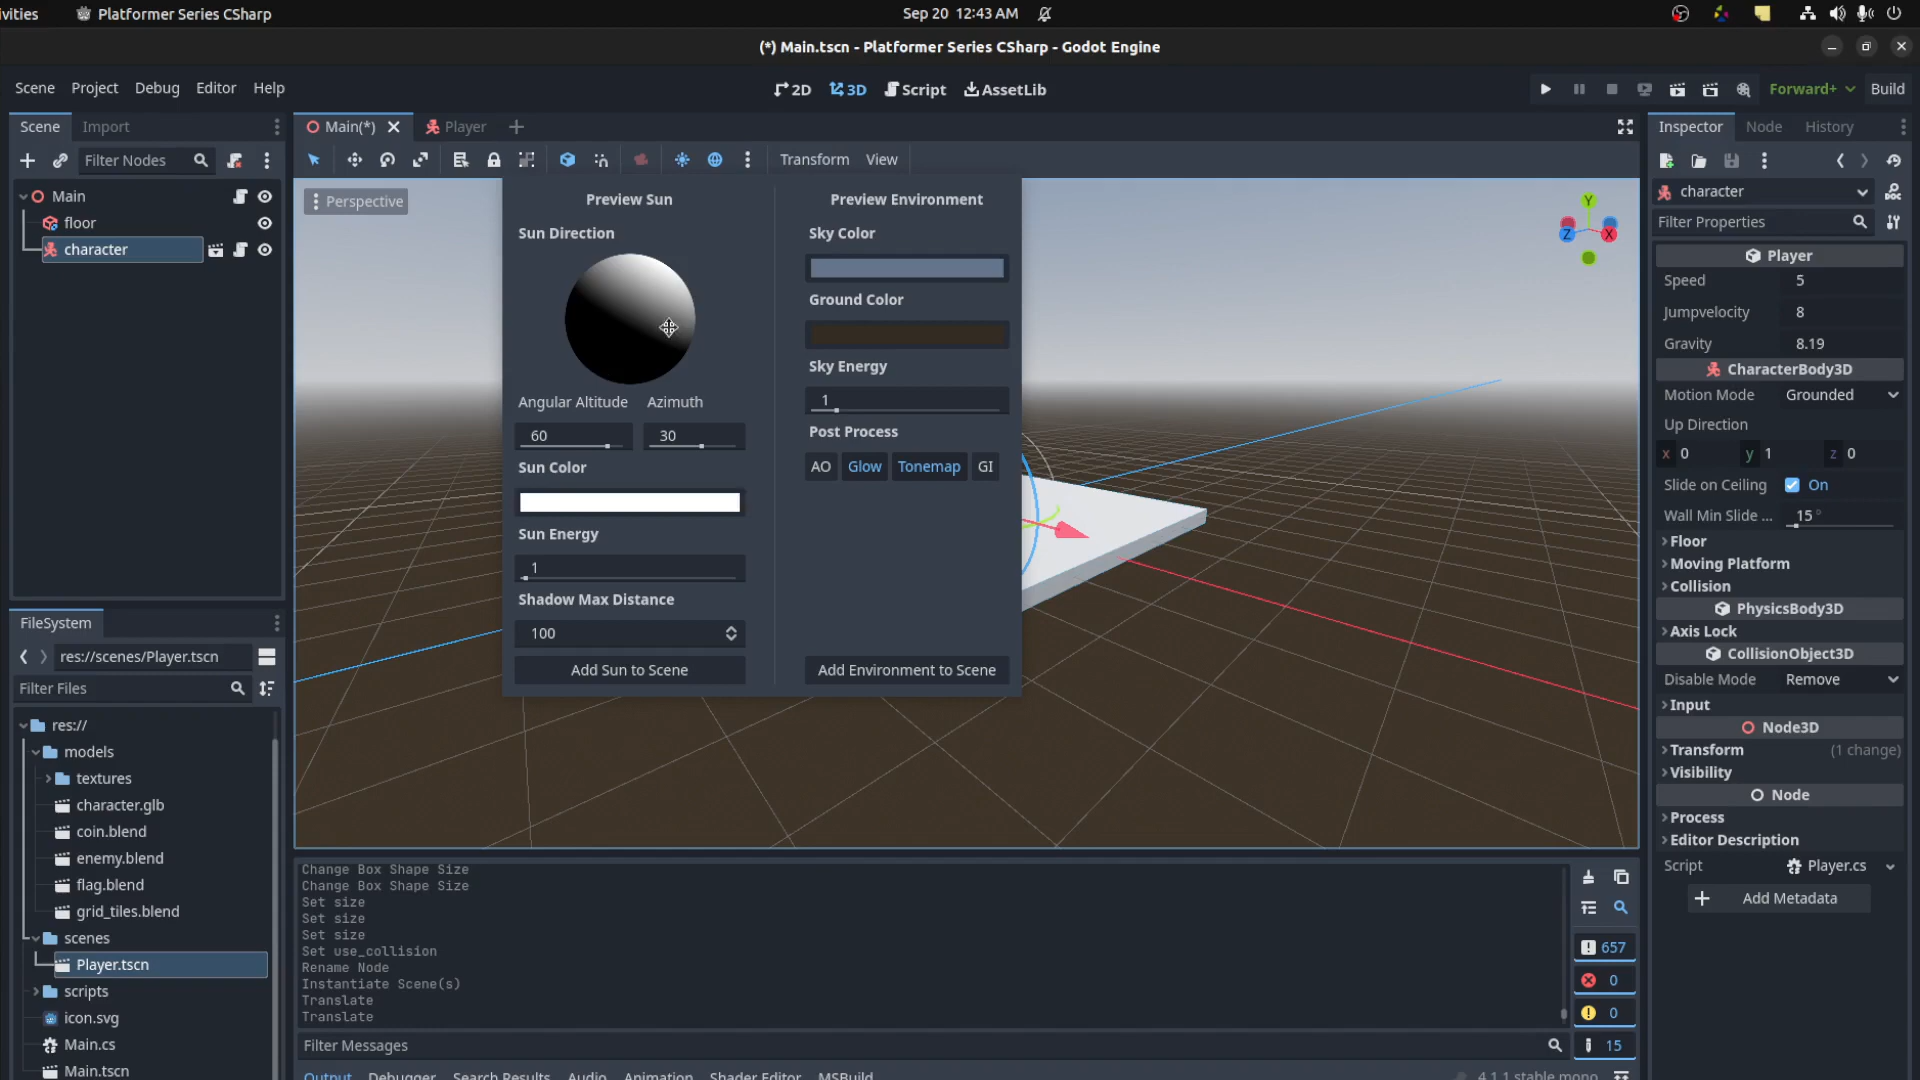 ivities
Platformer Series CSharp
Sep 20 12:43 AM
(*) Main.tscn - Platformer Series CSharp - Godot Engine
Scene Project Debug Editor Help
2D 3D Script AssetLib
Forward+ Build
Scene Import
Filter Nodes
Main
floor
character
Main(*) Player
Transform View
Perspective
Preview Sun
Sun Direction
Angular Altitude Azimuth
60 30
Sun Color
Sun Energy
1
Shadow Max Distance
100
Add Sun to Scene
Preview Environment
Sky Color
Ground Color
Sky Energy
1
Post Process
AO Glow Tonemap GI
Add Environment to Scene
Y
Z X
FileSystem
res://scenes/Player.tscn
Filter Files
res://
models
textures
character.glb
coin.blend
enemy.blend
flag.blend
grid_tiles.blend
scenes
Player.tscn
scripts
icon.svg
Main.cs
Main.tscn
Change Box Shape Size
Change Box Shape Size
Set size
Set size
Set size
Set use_collision
Rename Node
Instantiate Scene(s)
Translate
Translate
657
0
0
15
Filter Messages
Output Debugger Search Results Audio Animation Shader Editor MSBuild
4.1.1.stable.mono
Inspector Node History
character
Filter Properties
Player
Speed 5
Jumpvelocity 8
Gravity 8.19
CharacterBody3D
Motion Mode Grounded
Up Direction
x 0 y 1 z 0
Slide on Ceiling On
Wall Min Slide ... 15 °
Floor
Moving Platform
Collision
PhysicsBody3D
Axis Lock
CollisionObject3D
Disable Mode Remove
Input
Node3D
Transform (1 change)
Visibility
Node
Process
Editor Description
Script Player.cs
Add Metadata